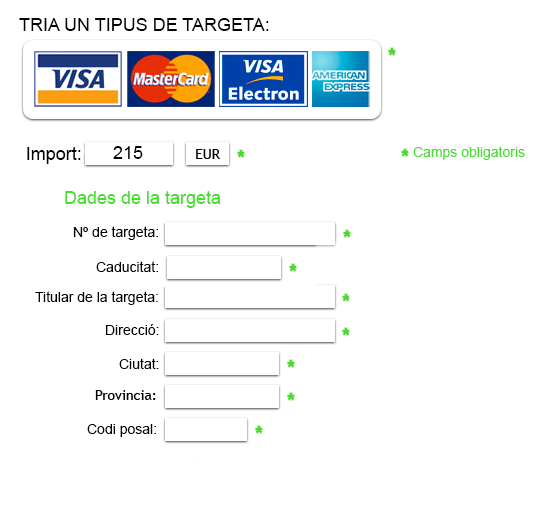 TRIA UN TIPUS DE TARGETA:
VISA MasterCard VISA Electron AMERICAN EXPRESS *
Import: 215 EUR * * Camps obligatoris
Dades de la targeta
Nº de targeta: *
Caducitat: *
Titular de la targeta: *
Direcció: *
Ciutat: *
Provincia: *
Codi posal: *